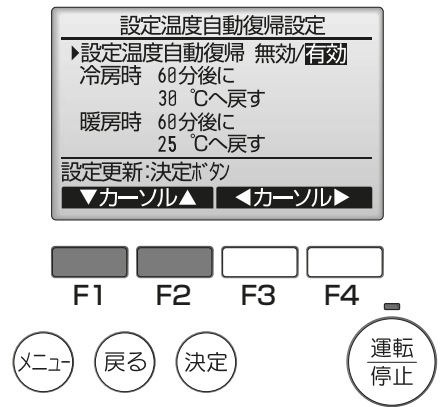 設定温度自動復帰設定
▶設定温度自動復帰 無効/有効
冷房時 60分後に
30 ℃へ戻す
暖房時 60分後に
25 ℃へ戻す
設定更新:決定ボタン
▼カーソル▲ ◀カーソル▶
F1 F2 F3 F4
メニュー 戻る 決定 運転
停止